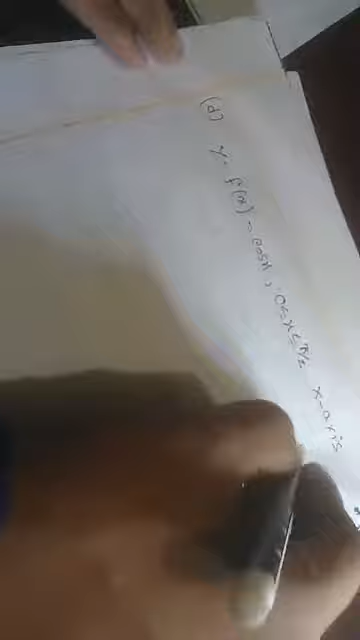 (d) y = f(x) = cosx, 0≤x≤π/2 x-axis